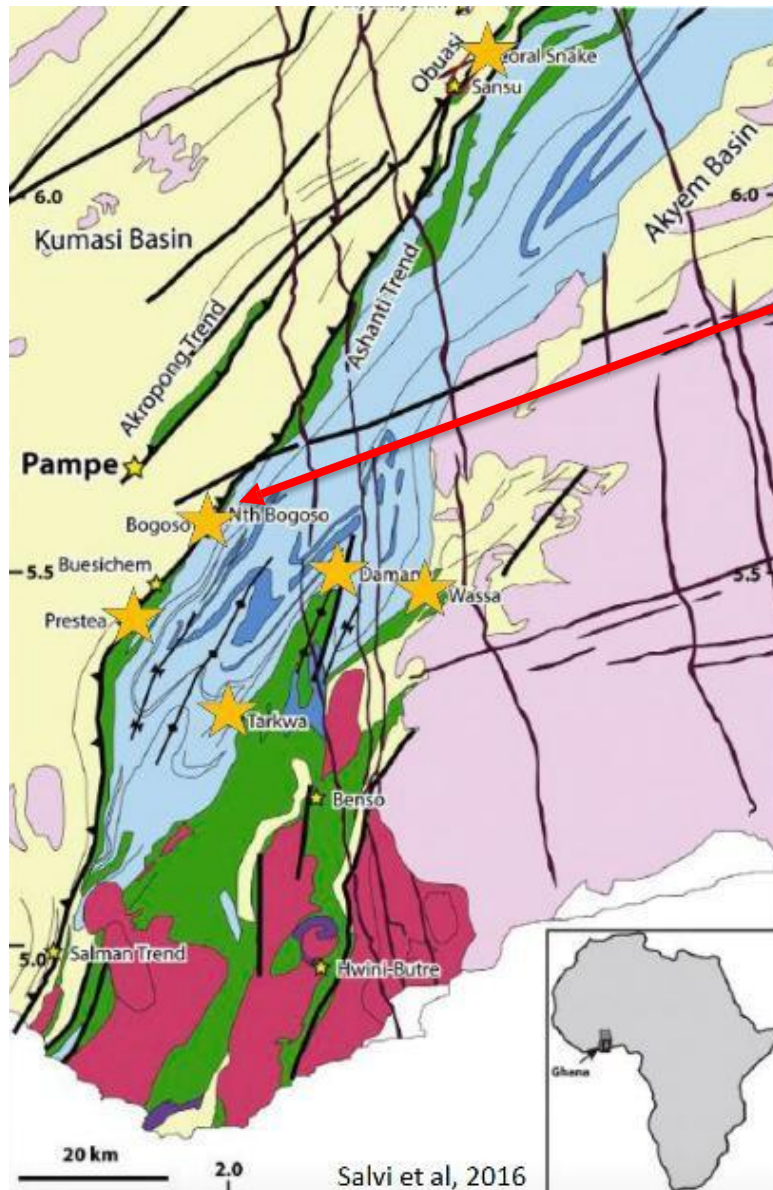 Obuasi
eoral Snake
Sansu
6.0
6.0
Akyem Basin
Kumasi Basin
Ashanti Trend
Akropong Trend
Pampe
Bogoso
Nth Bogoso
Buesichem
5.5
Daman
5.5
Wassa
Prestea
Tarkwa
Benso
5.0
Salman Trend
Hwini-Butre
Ghana
20 km
2.0
Salvi et al, 2016